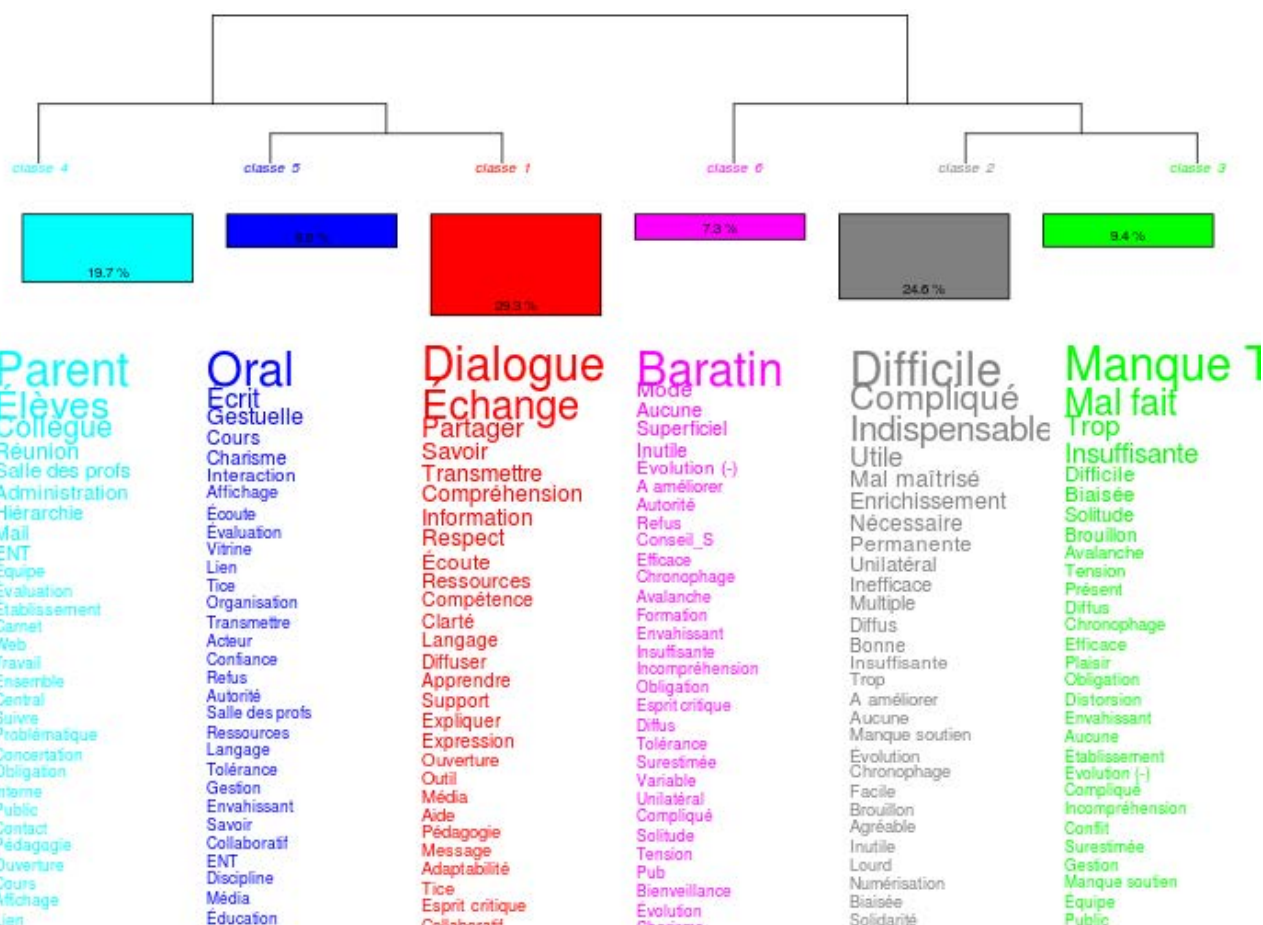 classe 4
classe 5
classe 1
classe 6
classe 2
classe 3
19.7 %
29.3 %
7.3 %
24.6 %
9.4 %
Parent
Élèves
Collègue
Réunion
Salle des profs
Administration
Hiérarchie
Mail
ENT
Équipe
Évaluation
Établissement
Carnet
Web
Travail
Ensemble
Central
Suivre
Problématique
Concertation
Obligation
Interne
Public
Contact
Pédagogie
Ouverture
Cours
Affichage
Lien
Oral
Écrit
Gestuelle
Cours
Charisme
Interaction
Affichage
Écoute
Évaluation
Vitrine
Lien
Tice
Organisation
Transmettre
Acteur
Confiance
Refus
Autorité
Salle des profs
Ressources
Langage
Tolérance
Gestion
Envahissant
Savoir
Collaboratif
ENT
Discipline
Média
Éducation
Dialogue
Échange
Partager
Savoir
Transmettre
Compréhension
Information
Respect
Écoute
Ressources
Compétence
Clarté
Langage
Diffuser
Apprendre
Support
Expliquer
Expression
Ouverture
Outil
Média
Aide
Pédagogie
Message
Adaptabilité
Tice
Esprit critique
Collaboratif
Baratin
Mode
Aucune
Superficiel
Inutile
Évolution (-)
A améliorer
Autorité
Refus
Conseil_S
Efficace
Chronophage
Avalanche
Formation
Envahissant
Insuffisante
Incompréhension
Obligation
Esprit critique
Diffus
Tolérance
Surestimée
Variable
Unilatéral
Compliqué
Solitude
Tension
Pub
Bienveillance
Évolution
Charisme
Difficile
Compliqué
Indispensable
Utile
Mal maîtrisé
Enrichissement
Nécessaire
Permanente
Unilatéral
Inefficace
Multiple
Diffus
Bonne
Insuffisante
Trop
A améliorer
Aucune
Manque soutien
Évolution
Chronophage
Facile
Brouillon
Agréable
Inutile
Lourd
Numérisation
Biaisée
Solidarité
Manque T
Mal fait
Trop
Insuffisante
Difficile
Biaisée
Solitude
Brouillon
Avalanche
Tension
Présent
Diffus
Chronophage
Efficace
Plaisir
Obligation
Distorsion
Envahissant
Aucune
Établissement
Évolution (-)
Compliqué
Incompréhension
Conflit
Surestimée
Gestion
Manque soutien
Équipe
Public